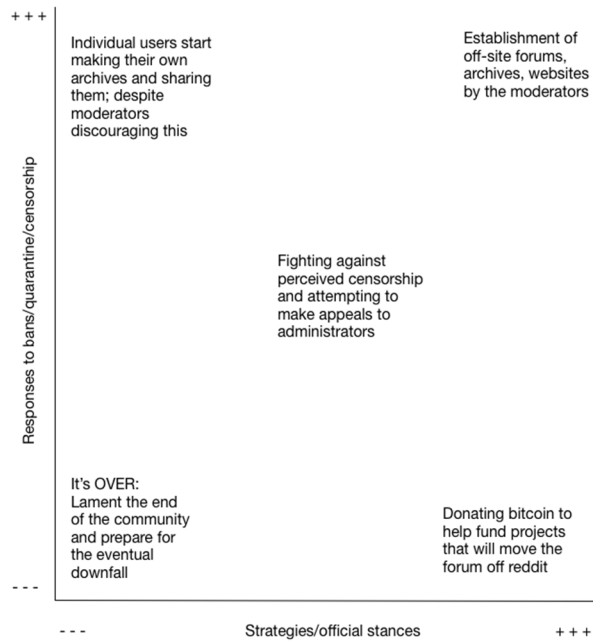 + + +
Individual users start
making their own
archives and sharing
them; despite
moderators
discouraging this
Establishment of
off-site forums,
archives, websites
by the moderators
Responses to bans/quarantine/censorship
Fighting against
perceived censorship
and attempting to
make appeals to
administrators
It's OVER:
Lament the end
of the community
and prepare for
the eventual
downfall
Donating bitcoin to
help fund projects
that will move the
forum off reddit
- - -
- - -
Strategies/official stances
+ + +